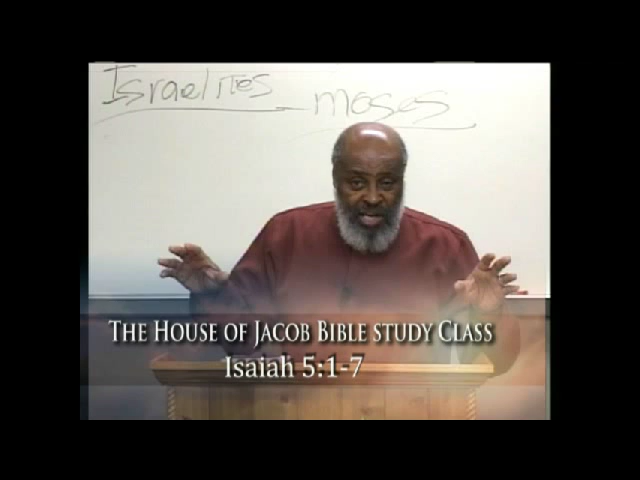 Israelites moses
THE HOUSE OF JACOB BIBLE STUDY CLASS
Isaiah 5:1-7